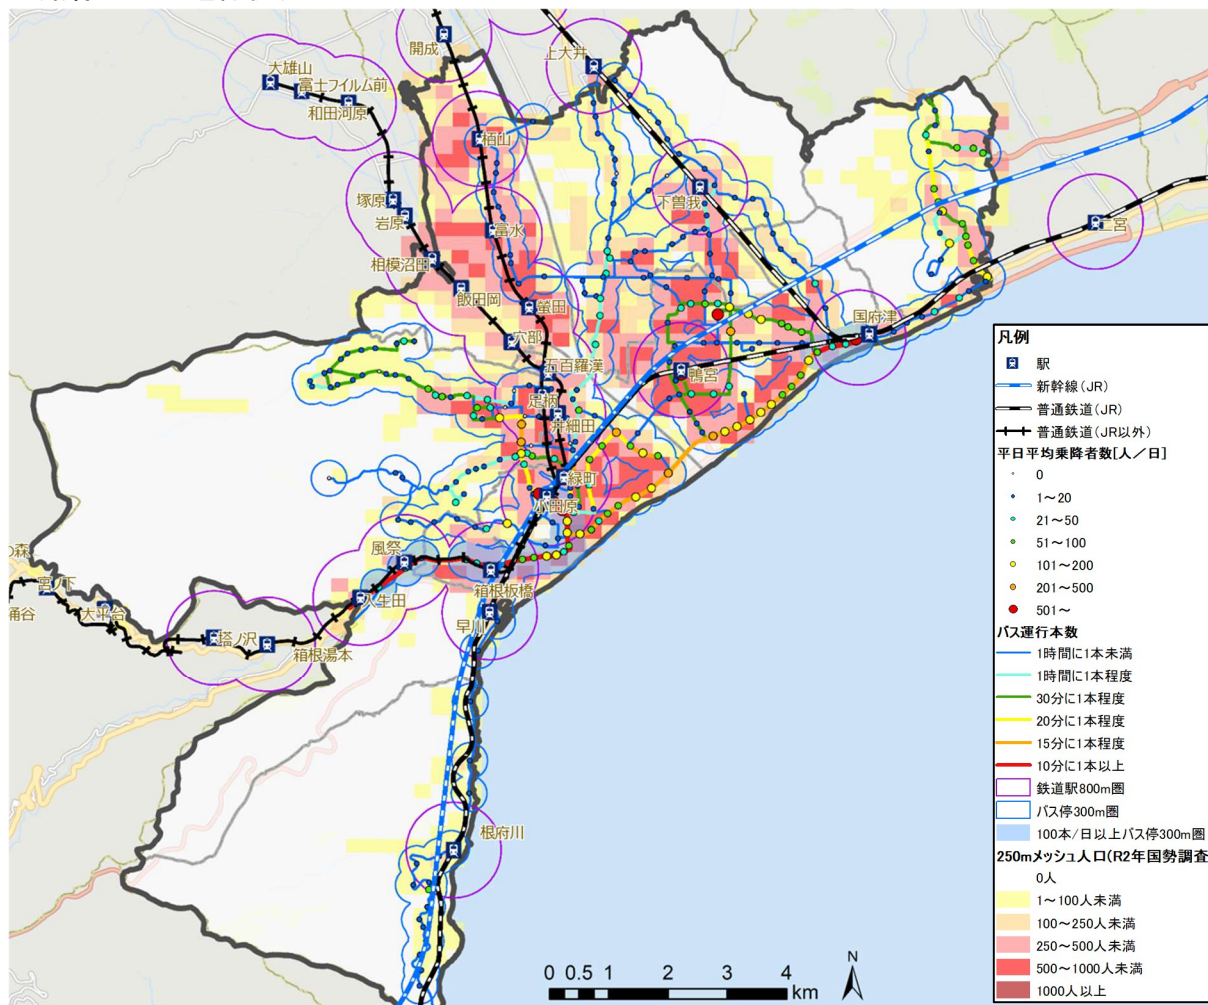 開成
上大井
大雄山
富士フイルム前
和田河原
栢山
塚原
岩原
下曽我
富水
二宮
相模沼田
飯田岡
螢田
国府津
穴部
五百羅漢
鴨宮
足柄
井細田
緑町
小田原
風祭
箱根板橋
入生田
早川
の森
宮ノ下
大平台
涌谷
塔ノ沢
箱根湯本
根府川
凡例
駅
新幹線(JR)
普通鉄道(JR)
普通鉄道(JR以外)
平日平均乗降者数[人/日]
0
1~20
21~50
51~100
101~200
201~500
501~
バス運行本数
1時間に1本未満
1時間に1本程度
30分に1本程度
20分に1本程度
15分に1本程度
10分に1本以上
鉄道駅800m圏
バス停300m圏
100本/日以上バス停300m圏
250mメッシュ人口(R2年国勢調査
0人
1~100人未満
100~250人未満
250~500人未満
500~1000人未満
1000人以上
0 0.5 1 2 3 4
km
N